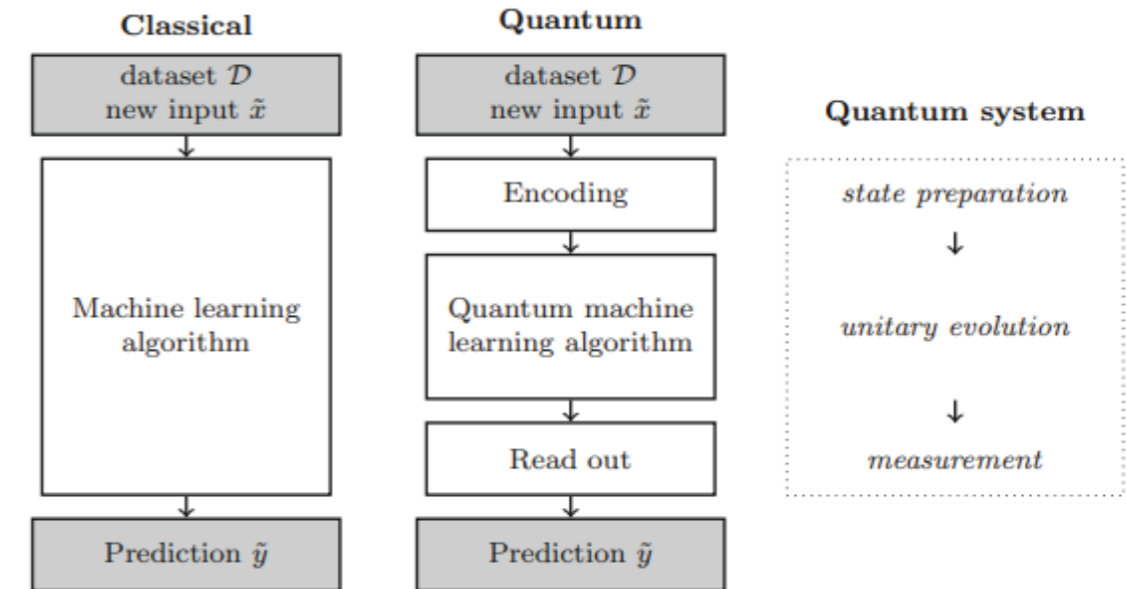 Classical
dataset 𝒟
new input x̃
Machine learning
algorithm
Prediction ỹ
Quantum
dataset 𝒟
new input x̃
Encoding
Quantum machine
learning algorithm
Read out
Prediction ỹ
Quantum system
state preparation
unitary evolution
measurement